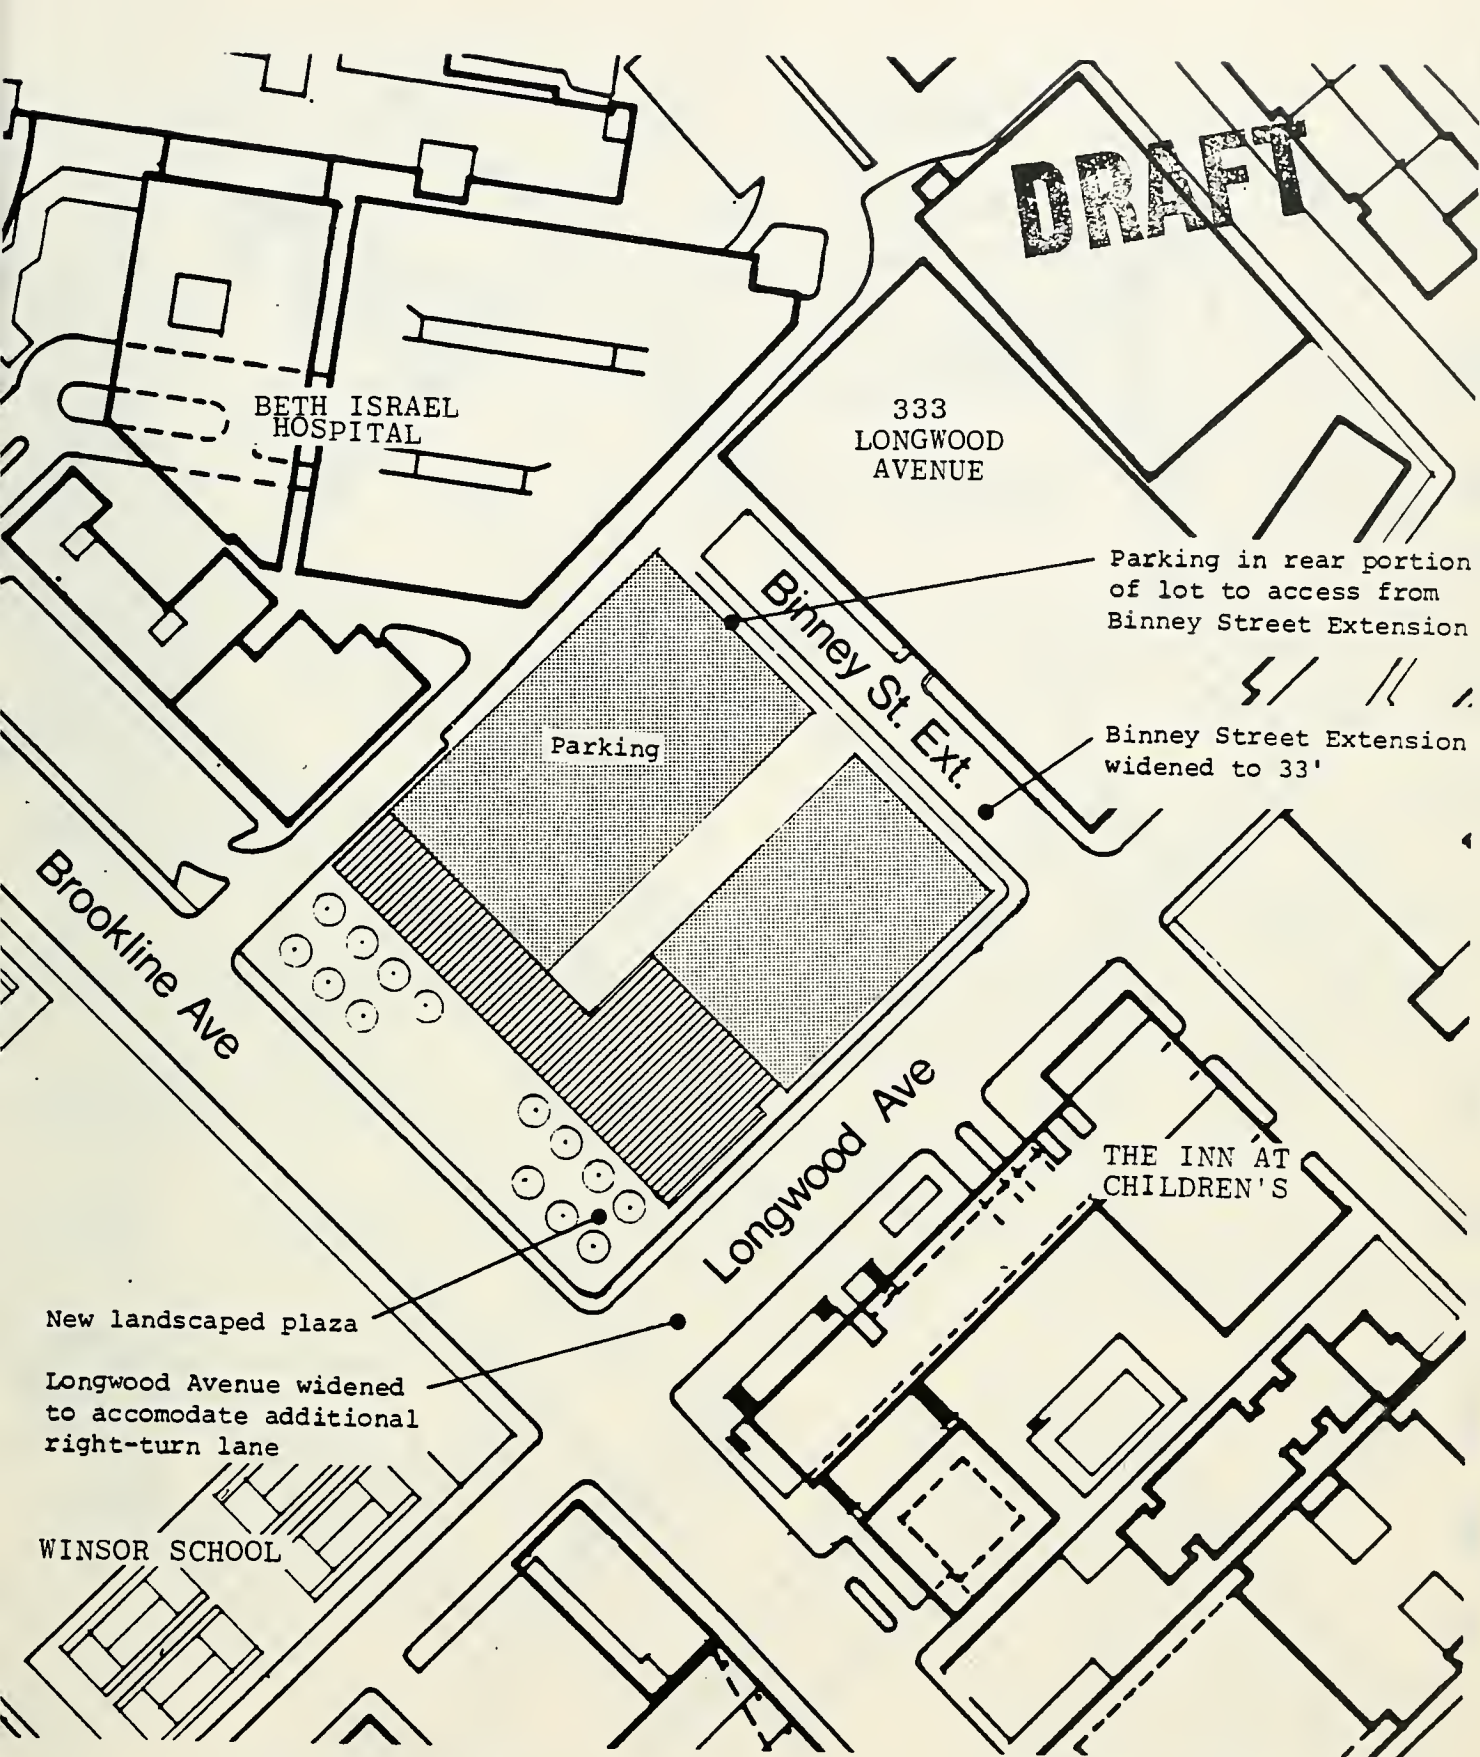 DRAFT
BETH ISRAEL
HOSPITAL
333
LONGWOOD
AVENUE
Parking in rear portion
of lot to access from
Binney Street Extension
Binney St. Ext.
Parking
Binney Street Extension
widened to 33'
Brookline Ave
Longwood Ave
THE INN AT
CHILDREN'S
New landscaped plaza
Longwood Avenue widened
to accomodate additional
right-turn lane
WINSOR SCHOOL